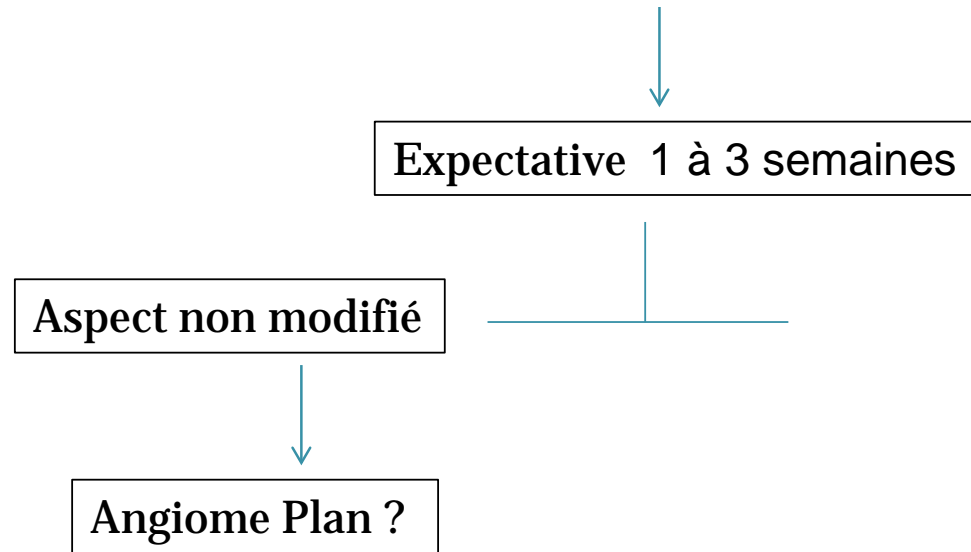 Expectative 1 à 3 semaines
Aspect non modifié
Angiome Plan ?